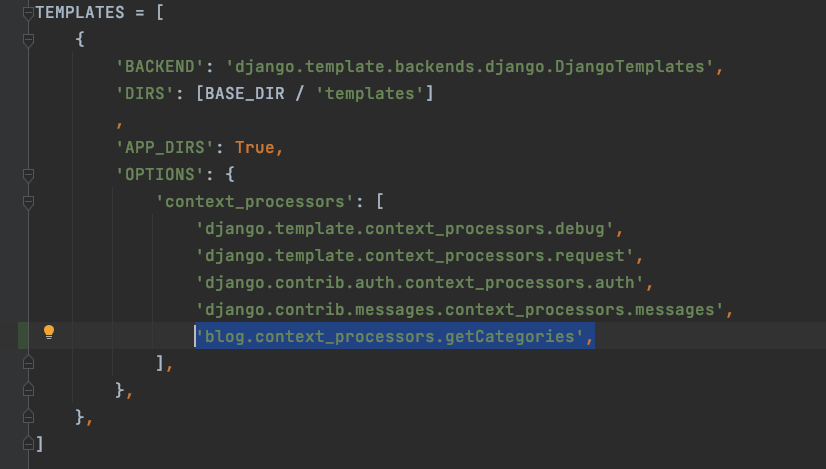 TEMPLATES = [
    {
        'BACKEND': 'django.template.backends.django.DjangoTemplates',
        'DIRS': [BASE_DIR / 'templates']
        ,
        'APP_DIRS': True,
        'OPTIONS': {
            'context_processors': [
                'django.template.context_processors.debug',
                'django.template.context_processors.request',
                'django.contrib.auth.context_processors.auth',
                'django.contrib.messages.context_processors.messages',
                'blog.context_processors.getCategories',
            ],
        },
    },
]